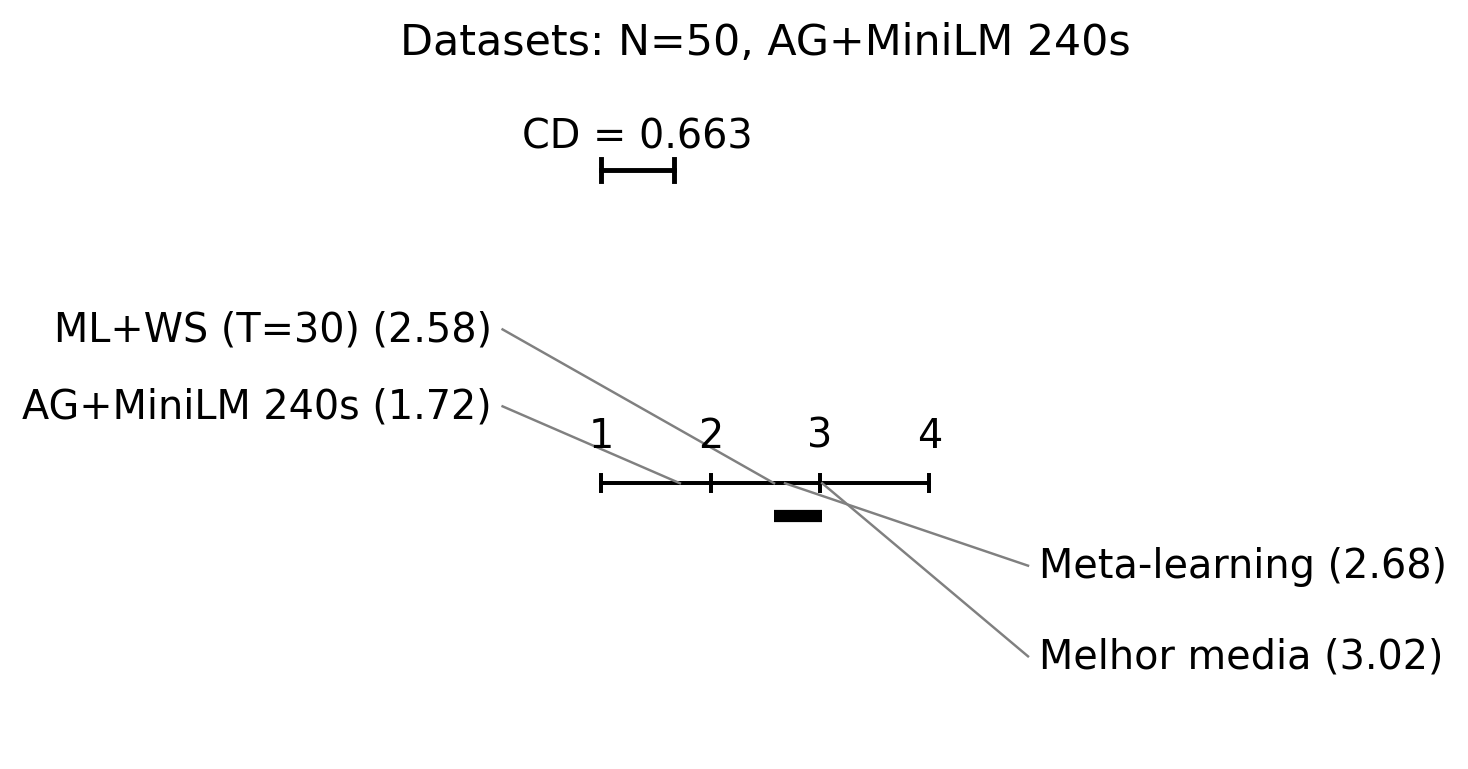 Datasets: N=50, AG+MiniLM 240s
CD = 0.663
ML+WS (T=30) (2.58)
AG+MiniLM 240s (1.72)
1 2 3 4
Meta-learning (2.68)
Melhor media (3.02)